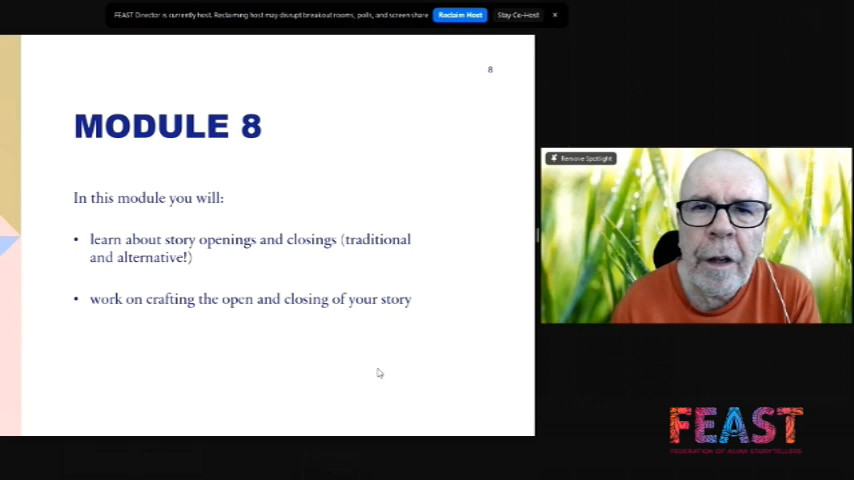 FEAST Director is currently host. Reclaiming host may disrupt breakout rooms, polls, and screen share
Reclaim Host
Stay Co-Host
8
MODULE 8
In this module you will:
• learn about story openings and closings (traditional
and alternative!)
• work on crafting the open and closing of your story
Remove Spotlight
FEAST
FEDERATION OF ASIAN STORYTELLERS